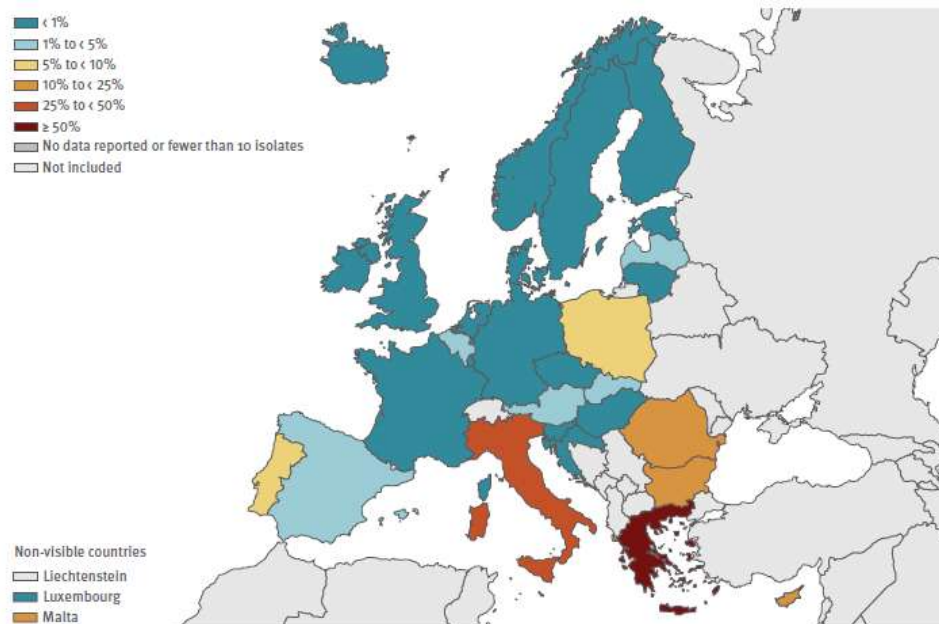 < 1%
1% to < 5%
5% to < 10%
10% to < 25%
25% to < 50%
≥ 50%
No data reported or fewer than 10 isolates
Not included
Non-visible countries
Liechtenstein
Luxembourg
Malta